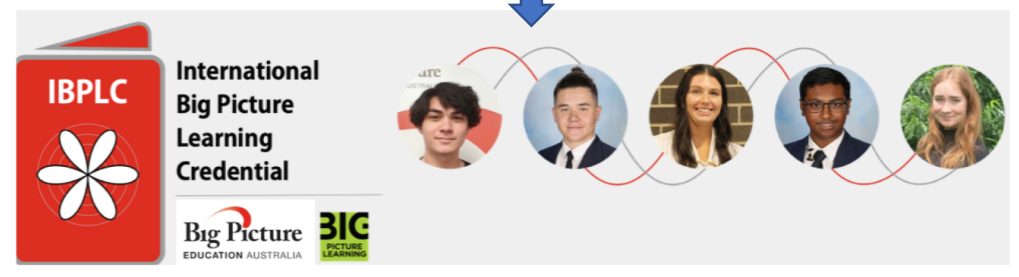 IBPLC
International
Big Picture
Learning
Credential
Big Picture
EDUCATION AUSTRALIA
BIG
PICTURE
LEARNING